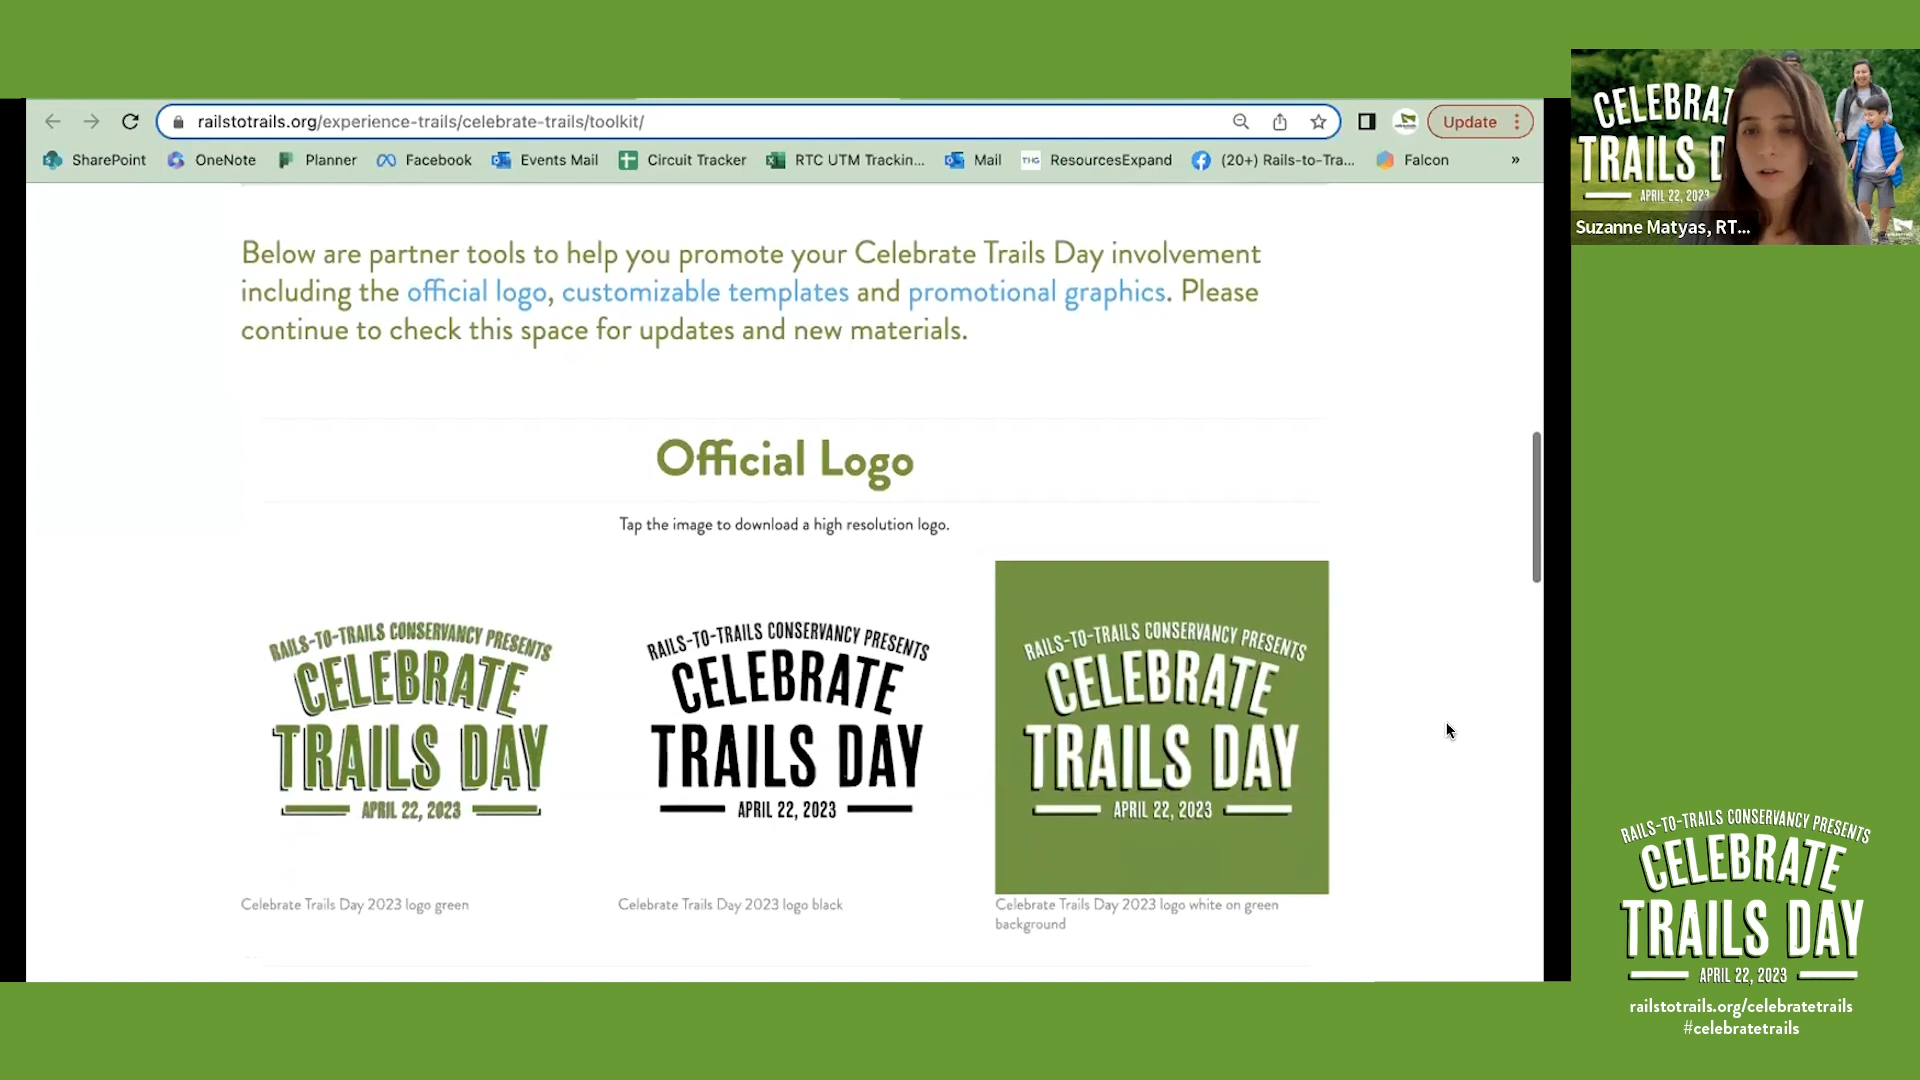 railstotrails.org/experience-trails/celebrate-trails/toolkit/
Update
SharePoint
OneNote
Planner
Facebook
Events Mail
Circuit Tracker
RTC UTM Trackin...
Mail
THG
ResourcesExpand
(20+) Rails-to-Tra...
Falcon
»
Below are partner tools to help you promote your Celebrate Trails Day involvement
including the official logo, customizable templates and promotional graphics. Please
continue to check this space for updates and new materials.
Official Logo
Tap the image to download a high resolution logo.
RAILS-TO-TRAILS CONSERVANCY PRESENTS
CELEBRATE
TRAILS DAY
APRIL 22, 2023
Celebrate Trails Day 2023 logo green
RAILS-TO-TRAILS CONSERVANCY PRESENTS
CELEBRATE
TRAILS DAY
APRIL 22, 2023
Celebrate Trails Day 2023 logo black
RAILS-TO-TRAILS CONSERVANCY PRESENTS
CELEBRATE
TRAILS DAY
APRIL 22, 2023
Celebrate Trails Day 2023 logo white on green
background
CELEBRAT
TRAILS D
APRIL 22, 2023
Suzanne Matyas, RT...
RAILS-TO-TRAILS CONSERVANCY PRESENTS
CELEBRATE
TRAILS DAY
APRIL 22, 2023
railstotrails.org/celebratetrails
#celebratetrails